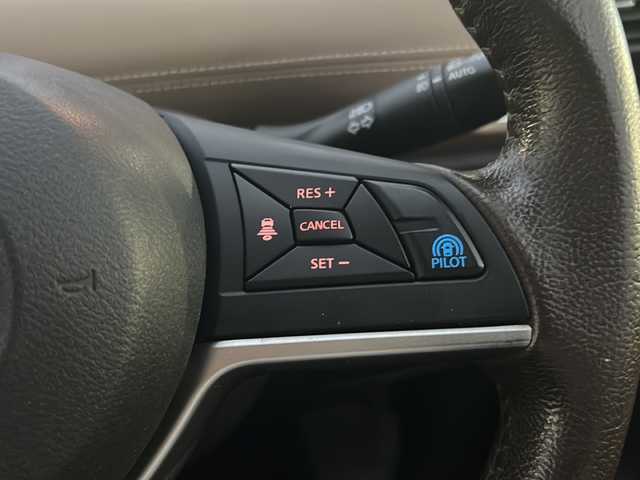 AUTO
RES +
CANCEL
SET −
PILOT